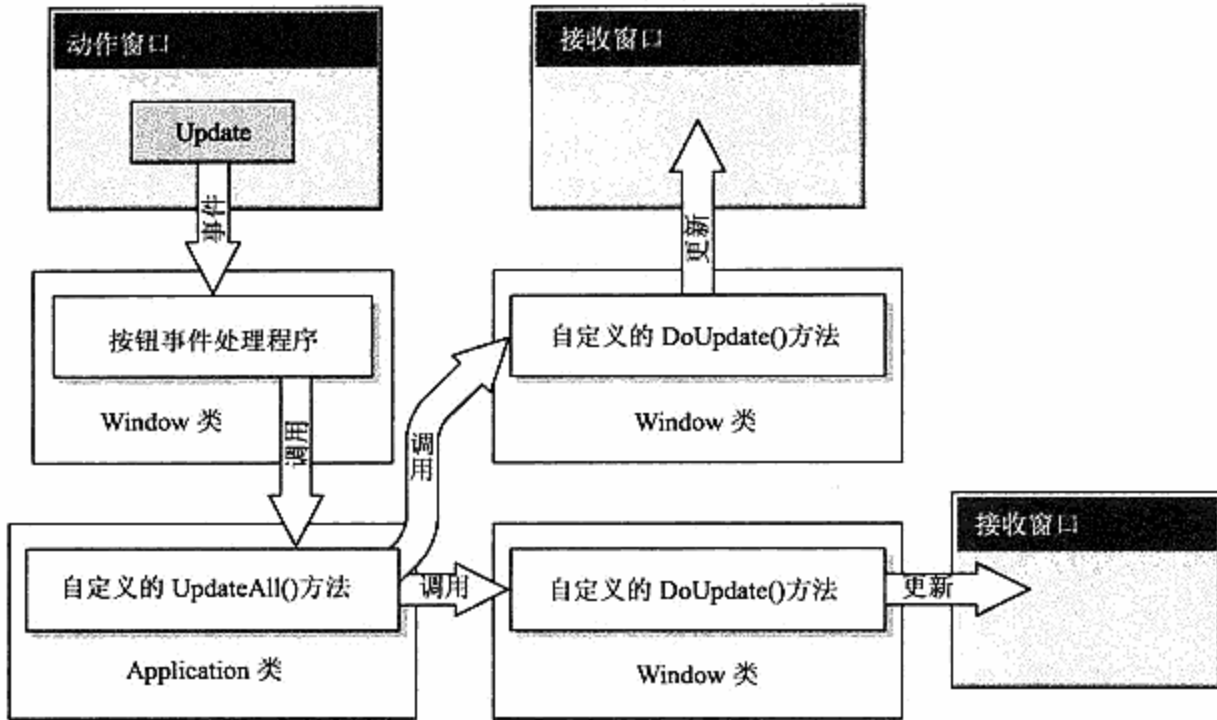 动作窗口
Update
事件
按钮事件处理程序
Window 类
调用
自定义的 UpdateAll()方法
Application 类
调用
调用
接收窗口
更新
自定义的 DoUpdate()方法
Window 类
自定义的 DoUpdate()方法
Window 类
更新
接收窗口